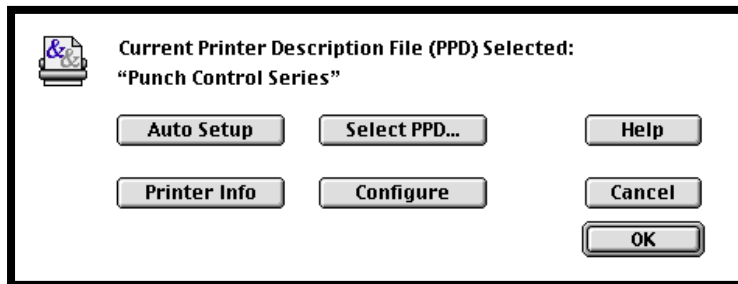 &&
Current Printer Description File (PPD) Selected:
“Punch Control Series”
Auto Setup Select PPD... Help
Printer Info Configure Cancel
OK